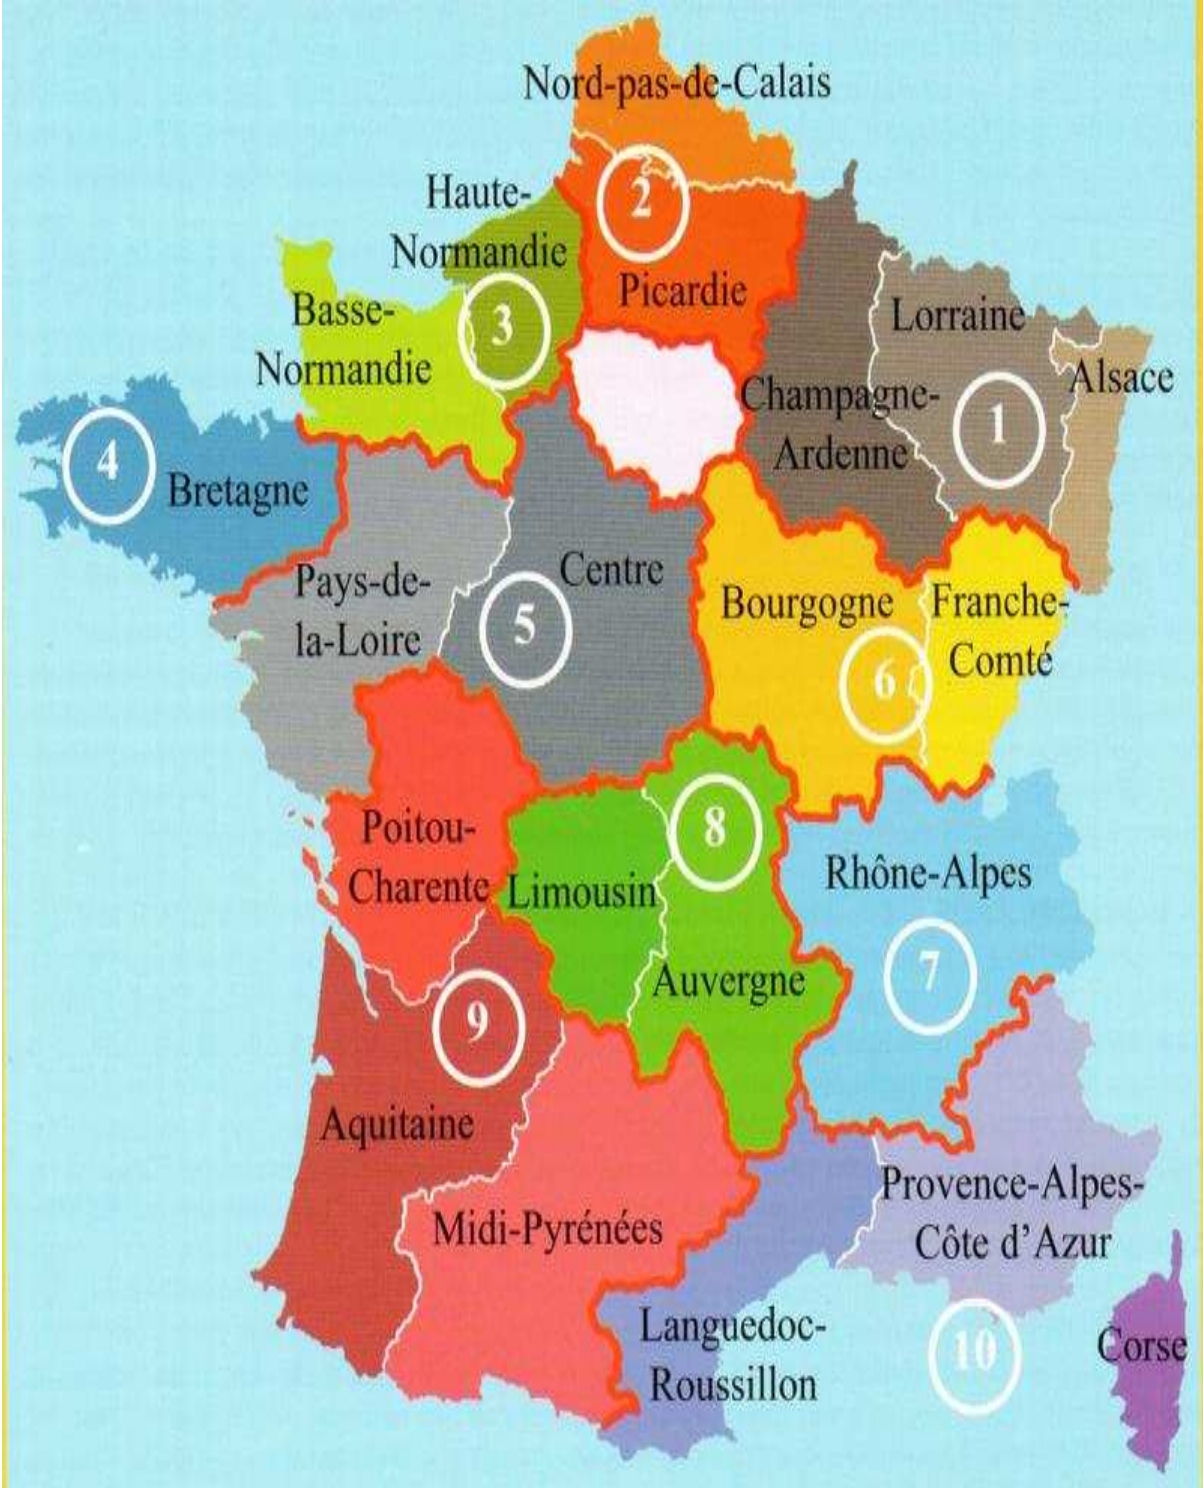 Nord-pas-de-Calais
2
Haute-
Normandie
Picardie
3
Basse-
Normandie
Lorraine
Alsace
Champagne-
Ardenne
1
4
Bretagne
Pays-de-
la-Loire
Centre
5
Bourgogne
Franche-
Comté
6
Poitou-
Charente
Limousin
8
Rhône-Alpes
Auvergne
7
9
Aquitaine
Midi-Pyrénées
Provence-Alpes-
Côte d'Azur
Languedoc-
Roussillon
10
Corse